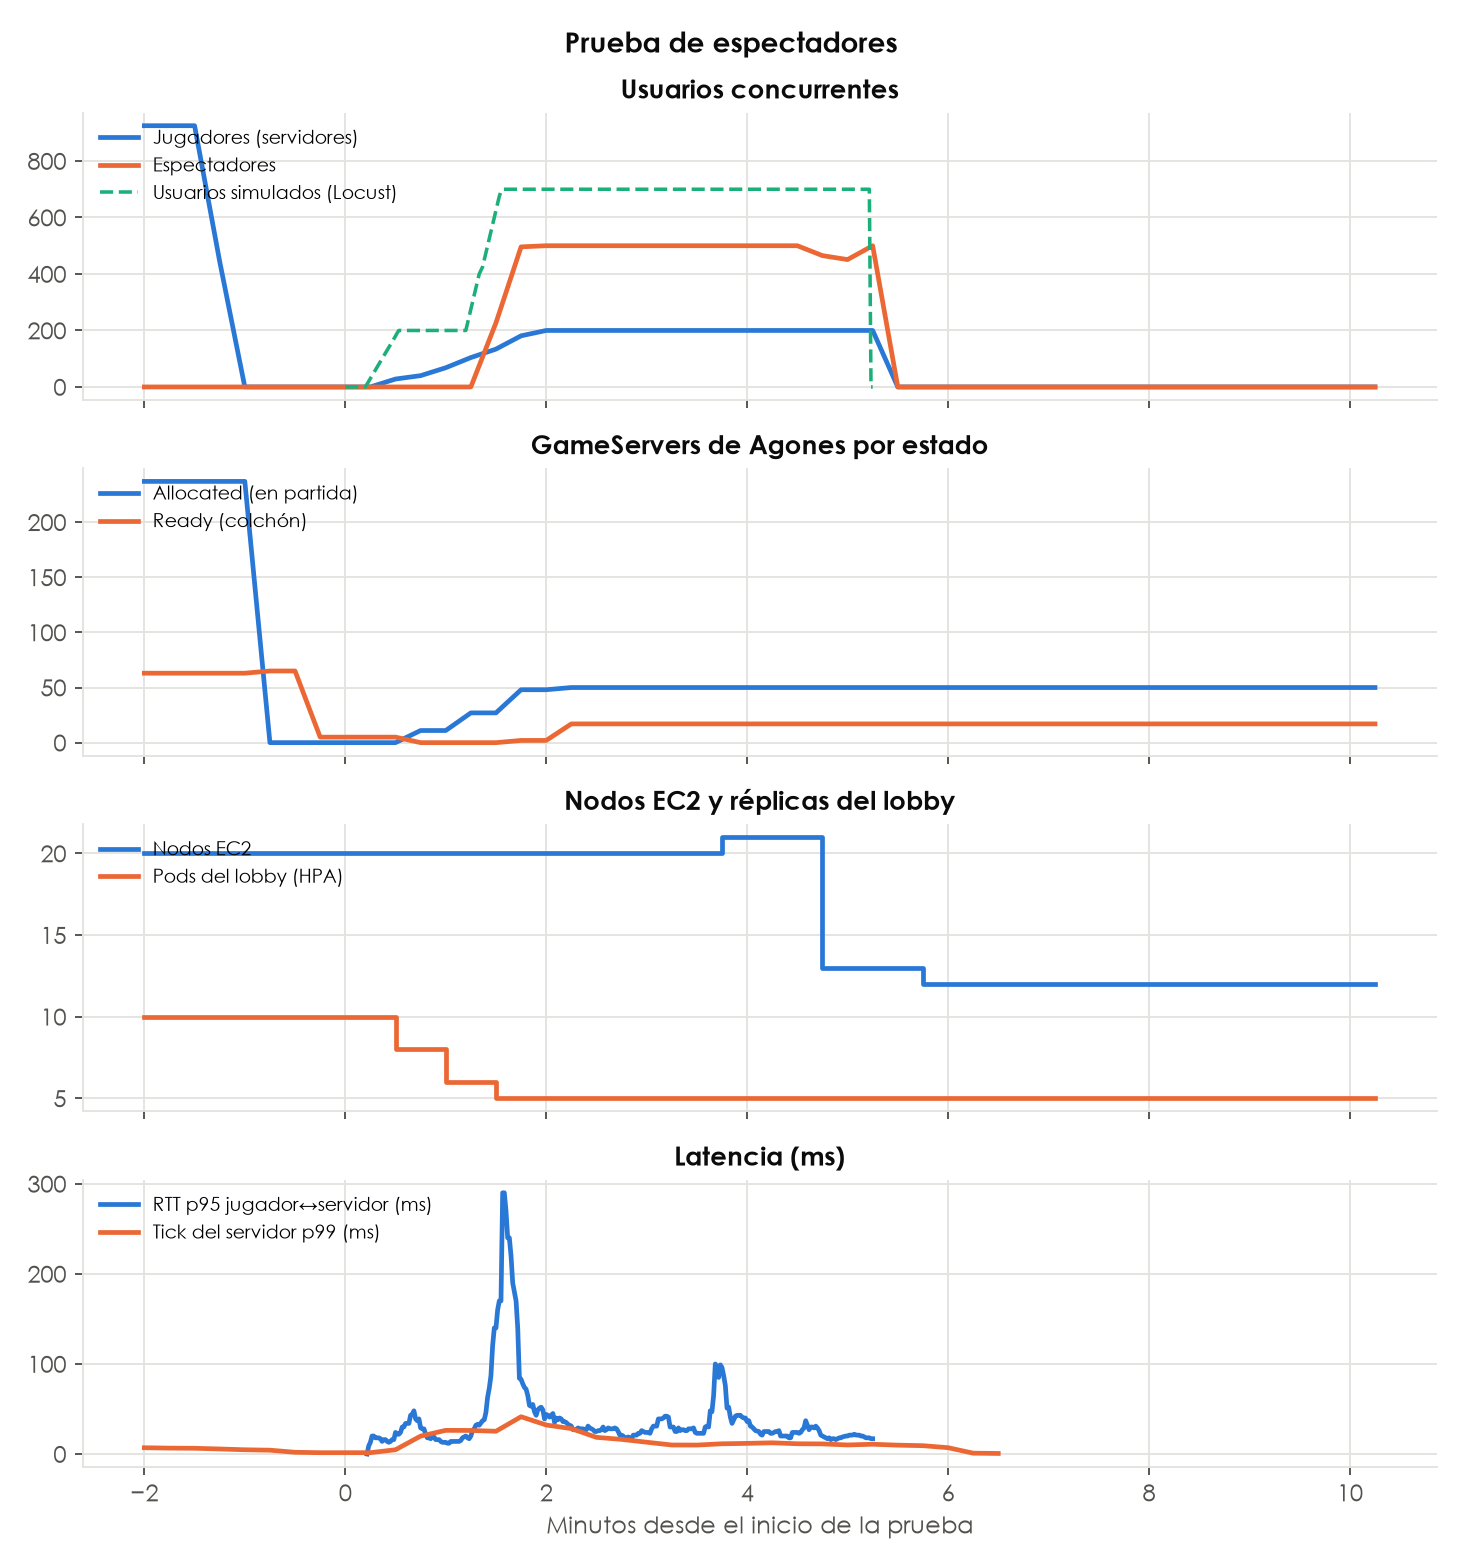 Prueba de espectadores
Usuarios concurrentes
Jugadores (servidores)
Espectadores
Usuarios simulados (Locust)
800
600
400
200
0
GameServers de Agones por estado
Allocated (en partida)
Ready (colchón)
200
150
100
50
0
Nodos EC2 y réplicas del lobby
Nodos EC2
Pods del lobby (HPA)
20
15
10
5
Latencia (ms)
RTT p95 jugador↔servidor (ms)
Tick del servidor p99 (ms)
300
200
100
0
−2 0 2 4 6 8 10
Minutos desde el inicio de la prueba